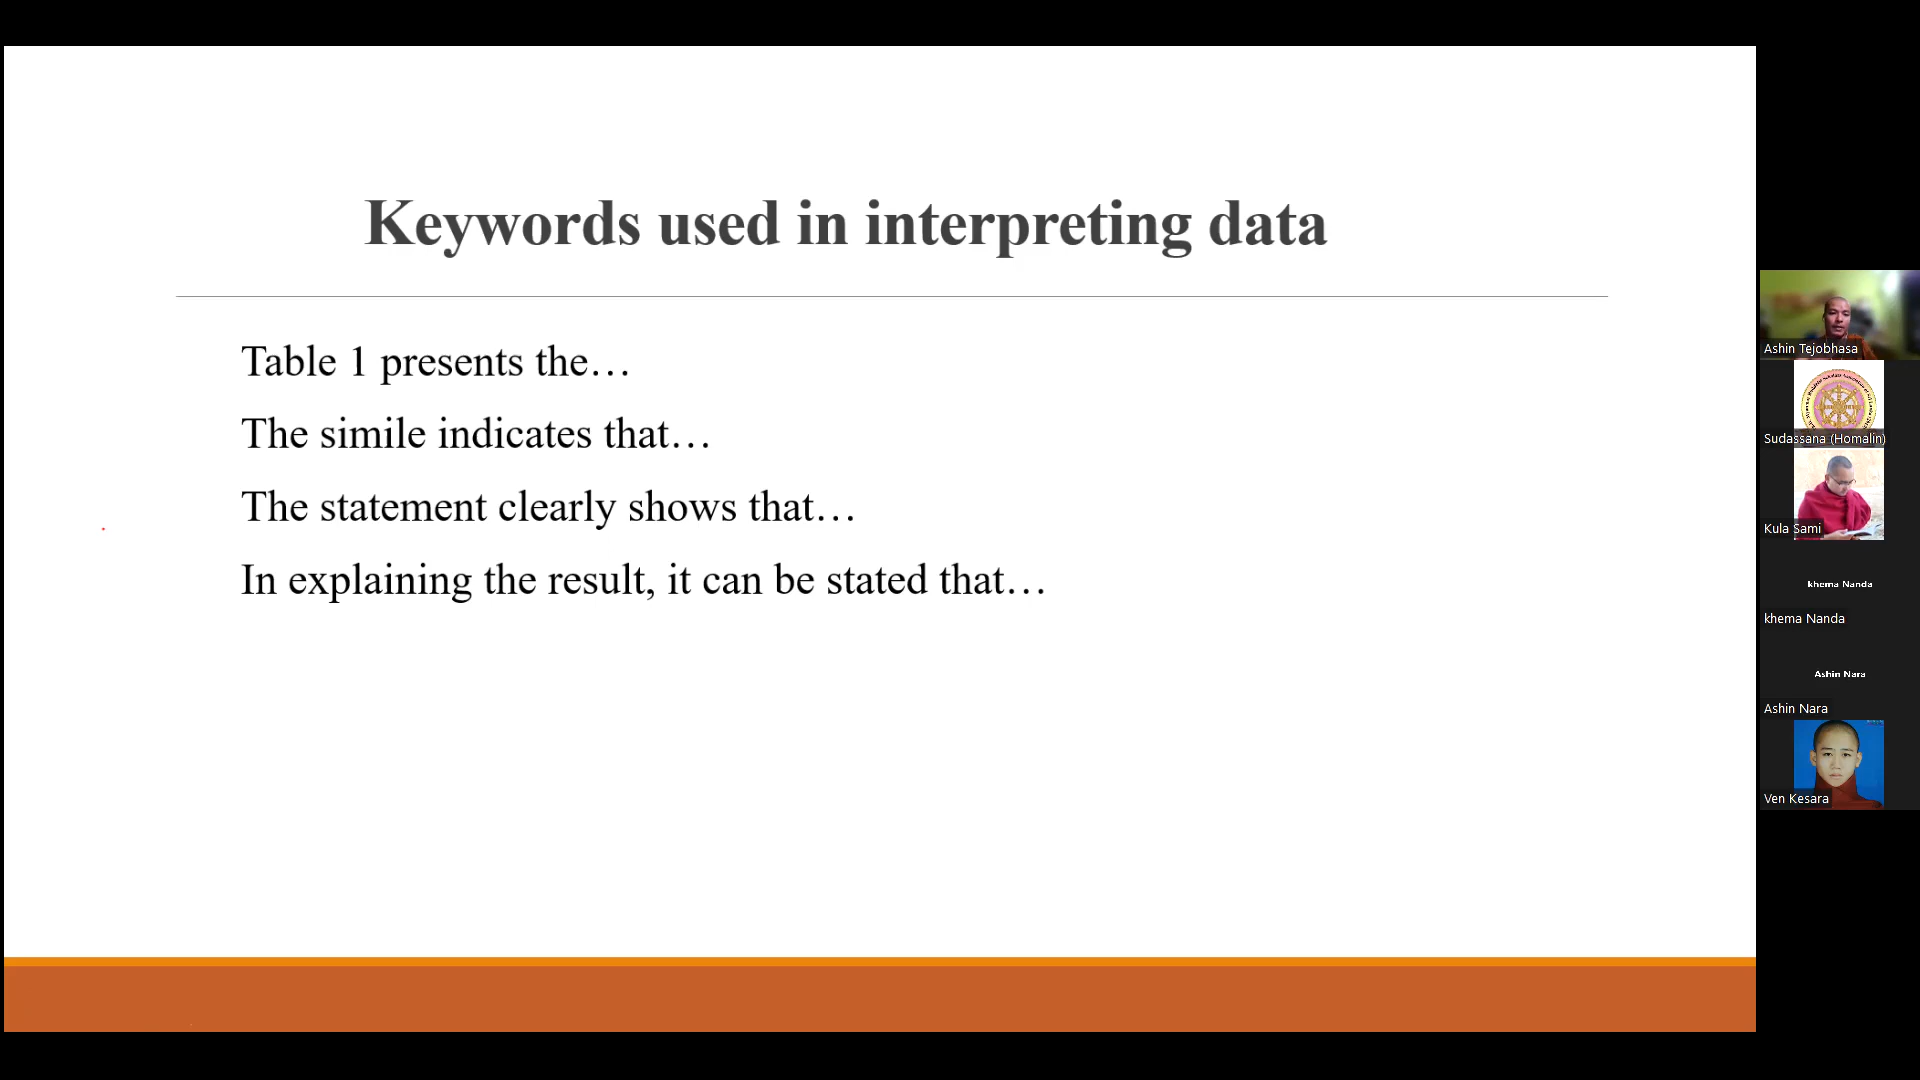 Keywords used in interpreting data
Table 1 presents the…
The simile indicates that…
The statement clearly shows that…
In explaining the result, it can be stated that…
Ashin Tejobhasa
Sudassana (Homalin)
Kula Sami
khema Nanda
khema Nanda
Ashin Nara
Ashin Nara
Ven Kesara